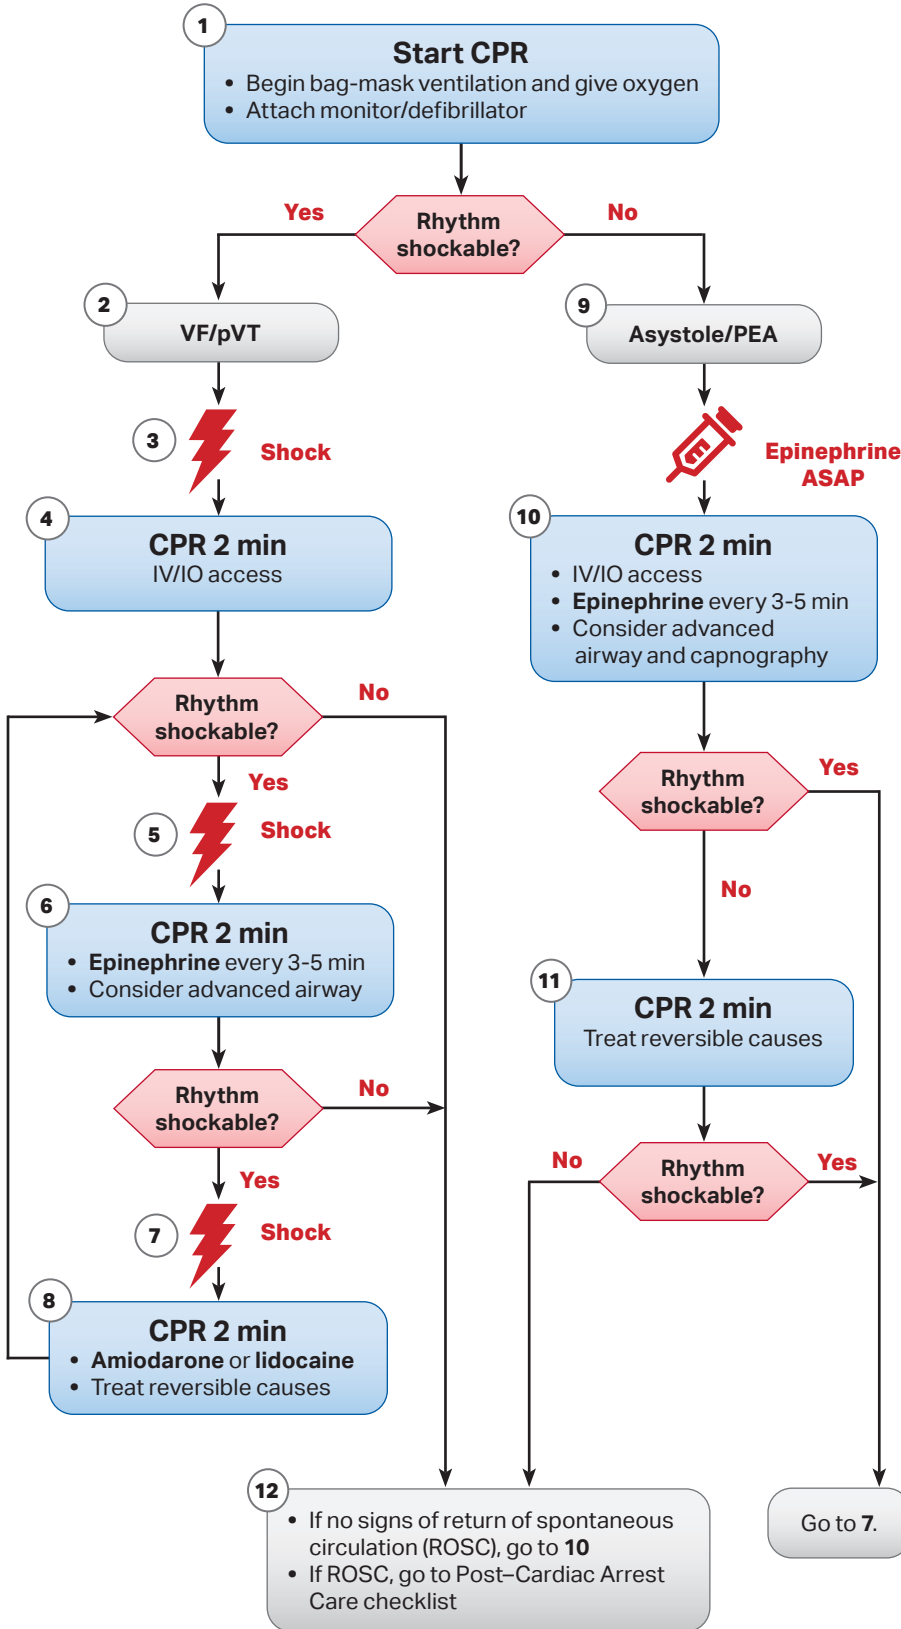 1
Start CPR
• Begin bag-mask ventilation and give oxygen
• Attach monitor/defibrillator
Yes
Rhythm
shockable?
No
2
VF/pVT
3
Shock
4
CPR 2 min
IV/IO access
Rhythm
shockable?
No
Yes
5
Shock
6
CPR 2 min
• Epinephrine every 3-5 min
• Consider advanced airway
Rhythm
shockable?
No
Yes
7
Shock
8
CPR 2 min
• Amiodarone or lidocaine
• Treat reversible causes
9
Asystole/PEA
Epinephrine
ASAP
10
CPR 2 min
• IV/IO access
• Epinephrine every 3-5 min
• Consider advanced
airway and capnography
Rhythm
shockable?
Yes
No
11
CPR 2 min
Treat reversible causes
No
Rhythm
shockable?
Yes
12
• If no signs of return of spontaneous
circulation (ROSC), go to 10
• If ROSC, go to Post–Cardiac Arrest
Care checklist
Go to 7.